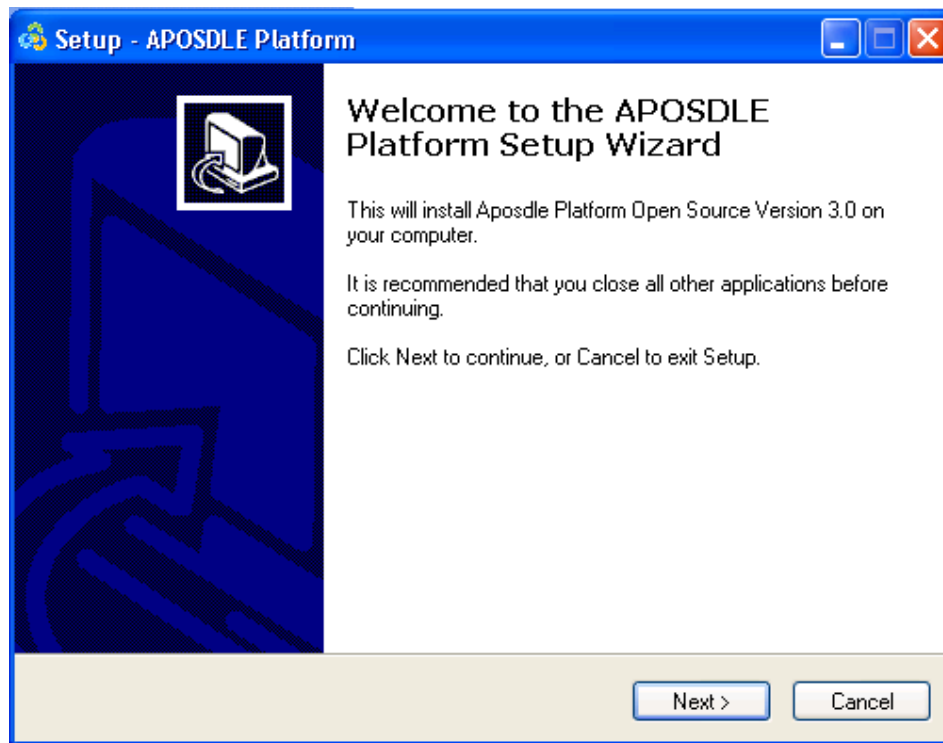 Setup - APOSDLE Platform
Welcome to the APOSDLE
Platform Setup Wizard
This will install Aposdle Platform Open Source Version 3.0 on
your computer.
It is recommended that you close all other applications before
continuing.
Click Next to continue, or Cancel to exit Setup.
Next >
Cancel